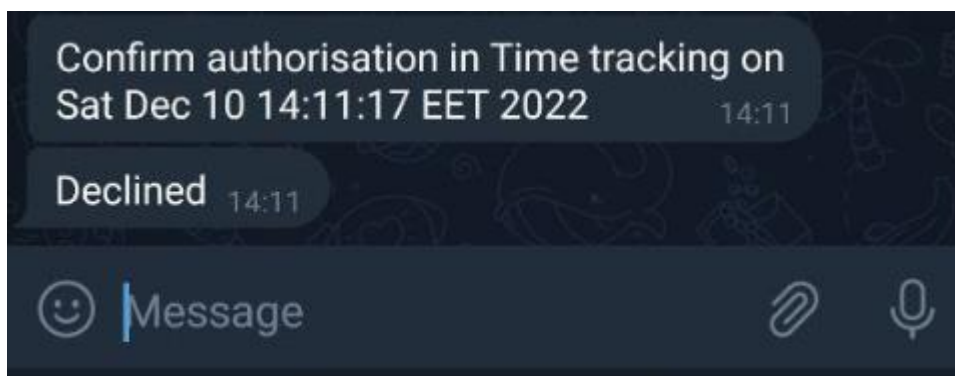 Confirm authorisation in Time tracking on
Sat Dec 10 14:11:17 EET 2022 14:11
Declined 14:11
Message